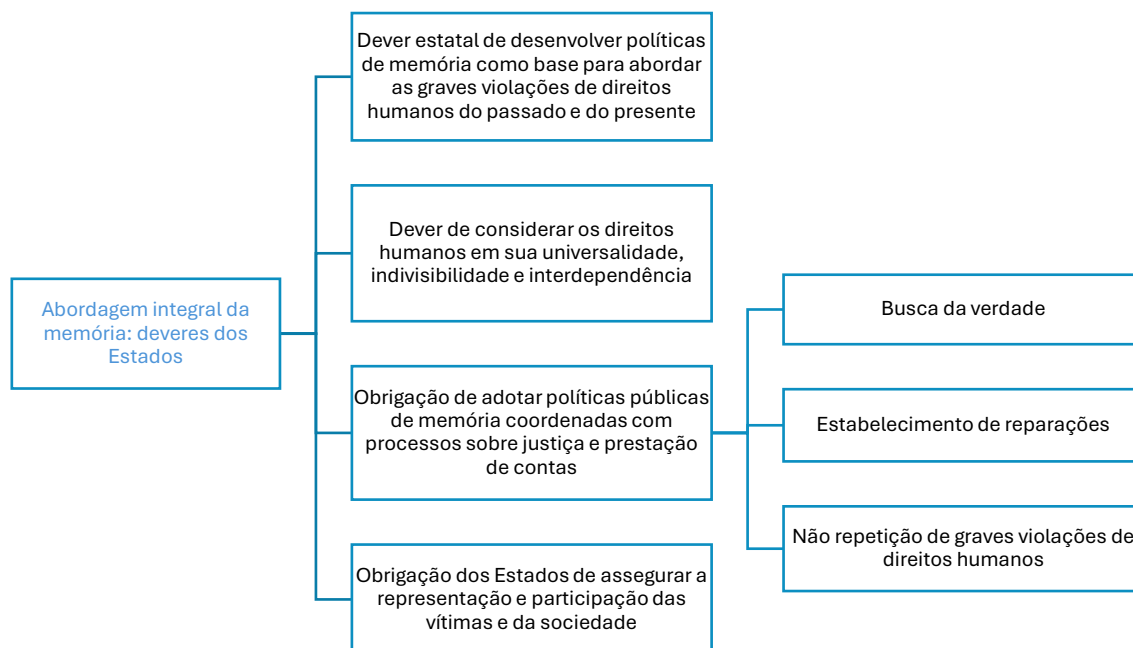 Dever estatal de desenvolver políticas
de memória como base para abordar
as graves violações de direitos
humanos do passado e do presente
Dever de considerar os direitos
humanos em sua universalidade,
indivisibilidade e interdependência
Abordagem integral da
memória: deveres dos
Estados
Obrigação de adotar políticas públicas
de memória coordenadas com
processos sobre justiça e prestação
de contas
Obrigação dos Estados de assegurar a
representação e participação das
vítimas e da sociedade
Busca da verdade
Estabelecimento de reparações
Não repetição de graves violações de
direitos humanos